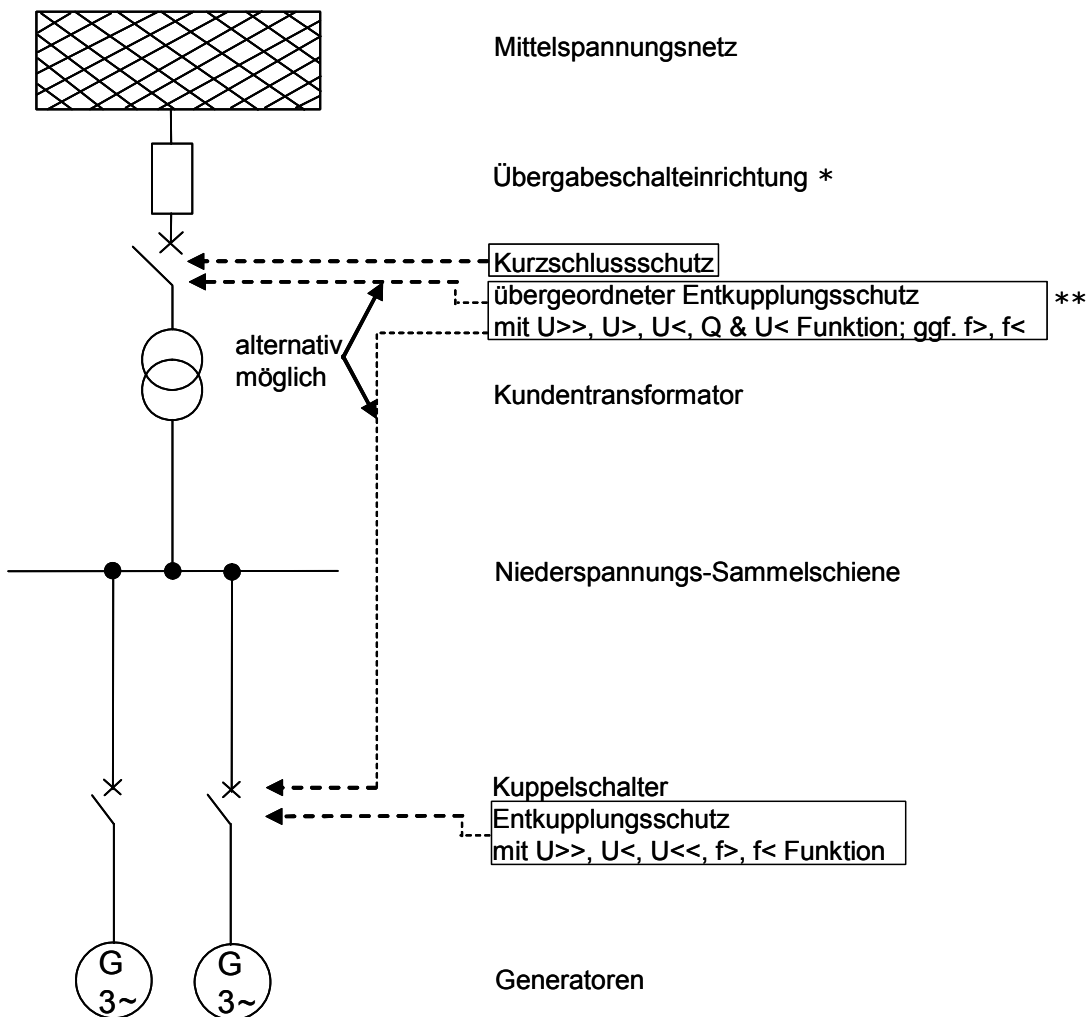 Mittelspannungsnetz
Übergabeschalteinrichtung *
Kurzschlussschutz
übergeordneter Entkupplungsschutz **
mit U>>, U>, U<, Q & U< Funktion; ggf. f>, f<
alternativ
möglich
Kundentransformator
Niederspannungs-Sammelschiene
Kuppelschalter
Entkupplungsschutz
mit U>>, U<, U<<, f>, f< Funktion
G
3~
G
3~
Generatoren